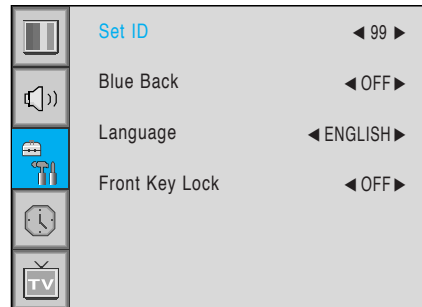 Set ID ◀ 99 ▶
Blue Back ◀ OFF ▶
Language ◀ ENGLISH ▶
Front Key Lock ◀ OFF ▶
TV